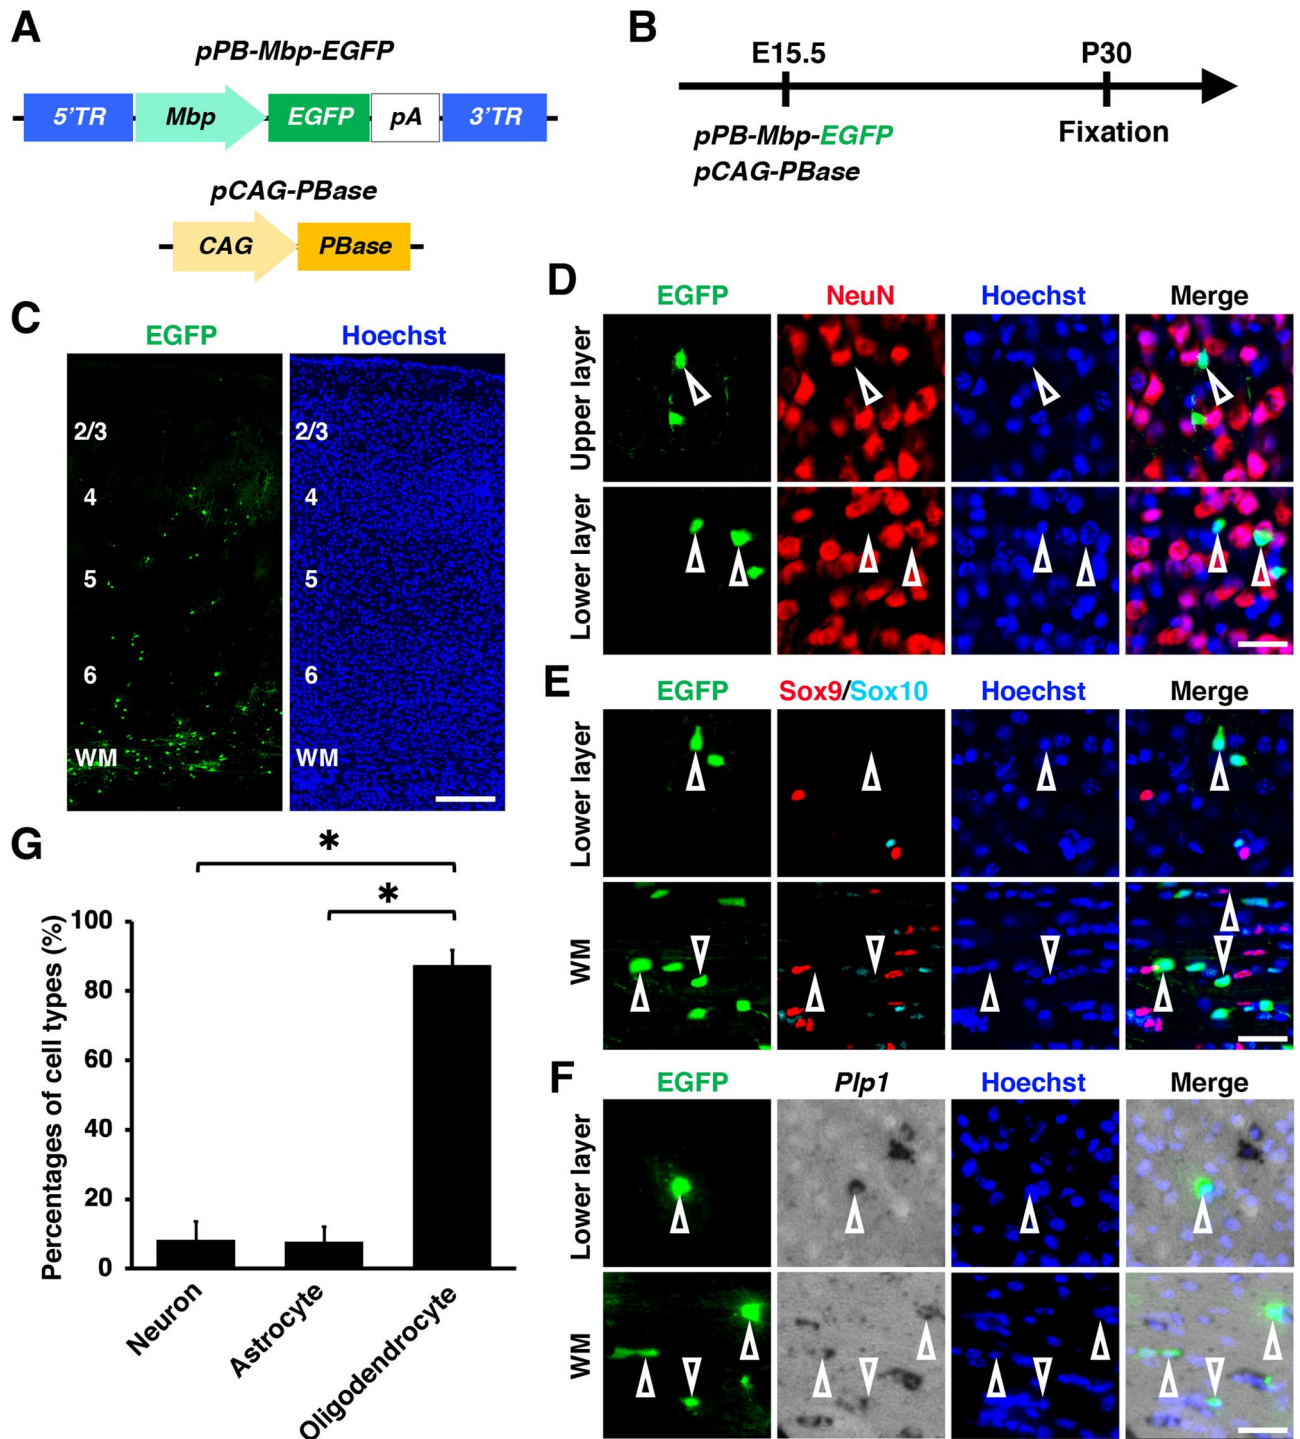 A
pPB-Mbp-EGFP
5'TR Mbp EGFP pA 3'TR
pCAG-PBase
CAG PBase
B
E15.5 P30
pPB-Mbp-EGFP Fixation
pCAG-PBase
C
EGFP Hoechst
2/3 2/3
4 4
5 5
6 6
WM WM
D
EGFP NeuN Hoechst Merge
Upper layer
Lower layer
E
EGFP Sox9/Sox10 Hoechst Merge
Lower layer
WM
F
EGFP Plp1 Hoechst Merge
Lower layer
WM
G
* 
*
Percentages of cell types (%)
100
80
60
40
20
0
Neuron
Astrocyte
Oligodendrocyte